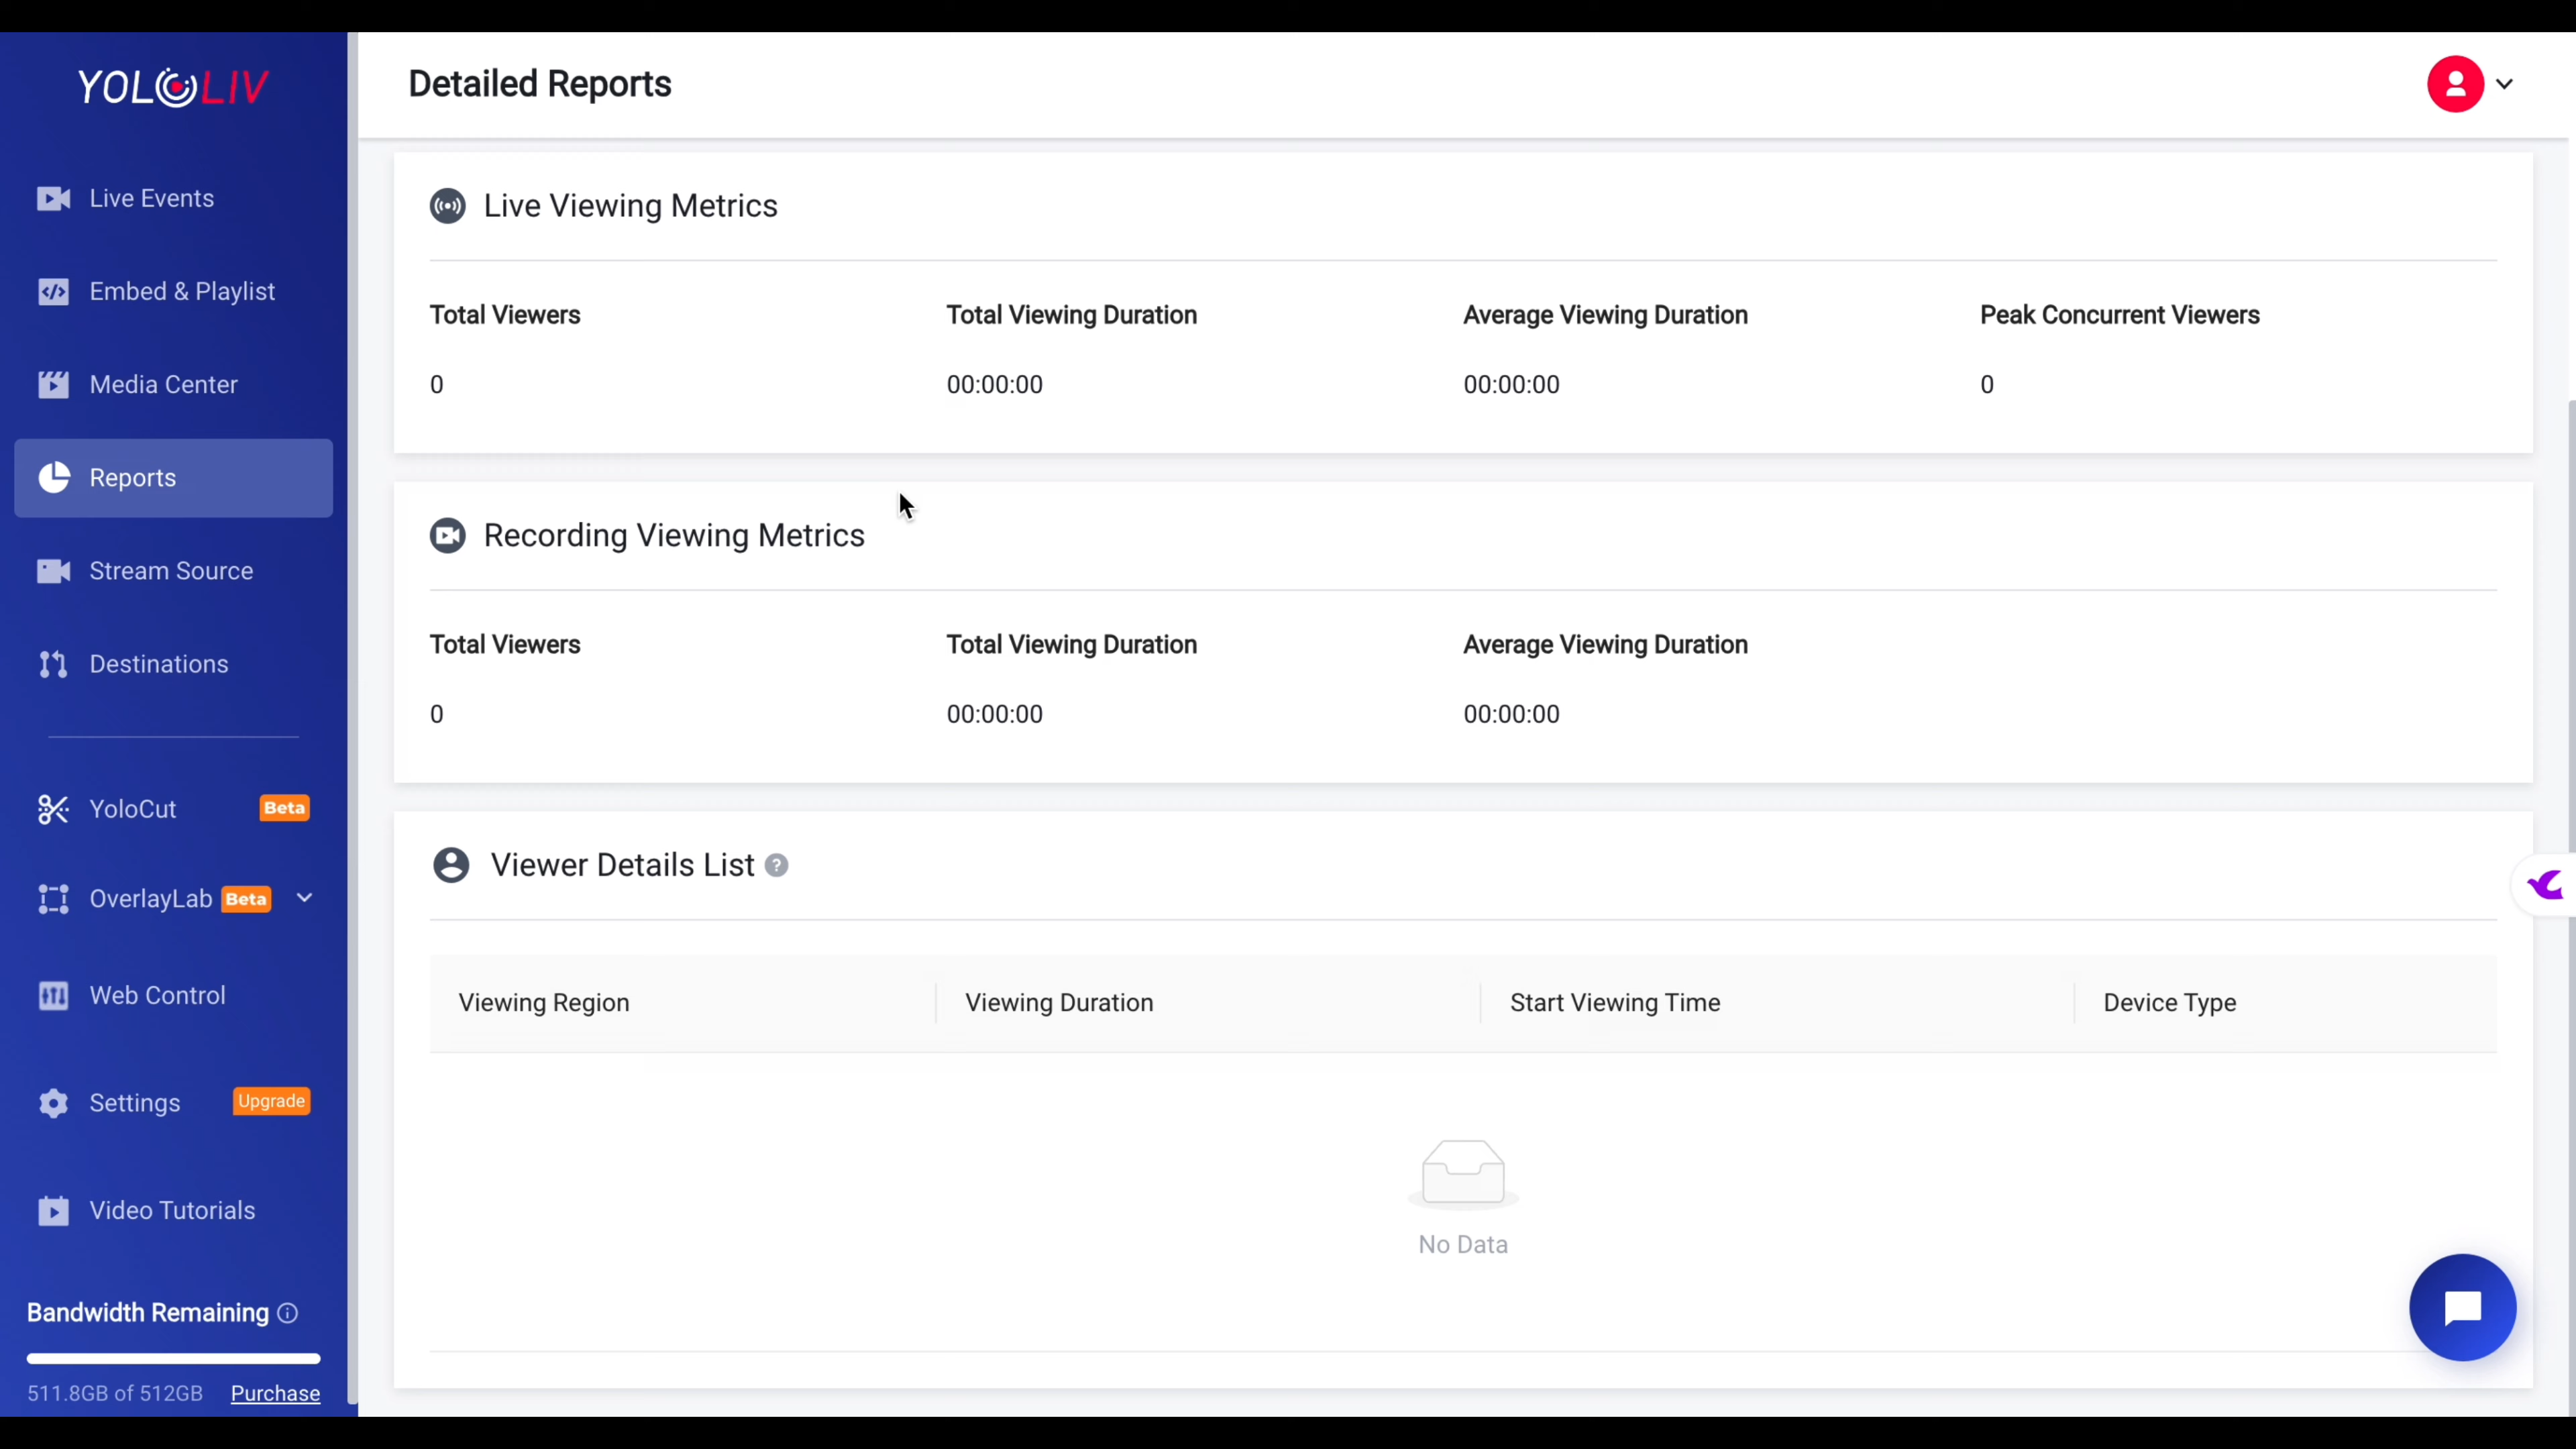 YOLOLIV
Live Events
Embed & Playlist
Media Center
Reports
Stream Source
Destinations
YoloCut Beta
OverlayLab Beta
Web Control
Settings Upgrade
Video Tutorials
Bandwidth Remaining
511.8GB of 512GB Purchase
Detailed Reports
Live Viewing Metrics
Total Viewers Total Viewing Duration Average Viewing Duration Peak Concurrent Viewers
0 00:00:00 00:00:00 0
Recording Viewing Metrics
Total Viewers Total Viewing Duration Average Viewing Duration
0 00:00:00 00:00:00
Viewer Details List ?
Viewing Region Viewing Duration Start Viewing Time Device Type
No Data